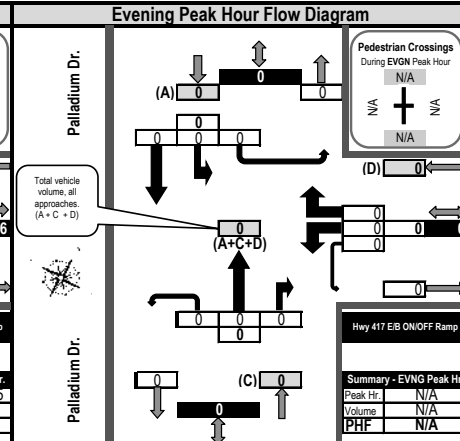 Evening Peak Hour Flow Diagram
Palladium Dr.
Pedestrian Crossings
During EVGN Peak Hour
N/A
N/A
N/A
N/A
0
(A) 0
0
0
0 0 0
(D) 0
Total vehicle
volume, all
approaches.
(A + C + D)
0
(A+C+D)
0
0
0
0
6
0
0 0 0
0
Hwy 417 E/B ON/OFF Ramp
Palladium Dr.
0
(C) 0
0
Summary - EVNG Peak Hr
Peak Hr. N/A
Volume N/A
PHF N/A